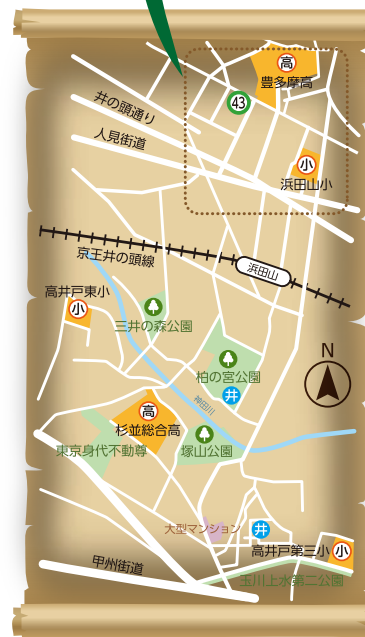 高
豊多摩高
43
井の頭通り
人見街道
小
浜田山小
京王井の頭線
浜田山
高井戸東小
小
三井の森公園
N
柏の宮公園
井
神田川
高
杉並総合高
東京身代不動尊
塚山公園
大型マンション
井
高井戸第三小
小
甲州街道
玉川上水第二公園